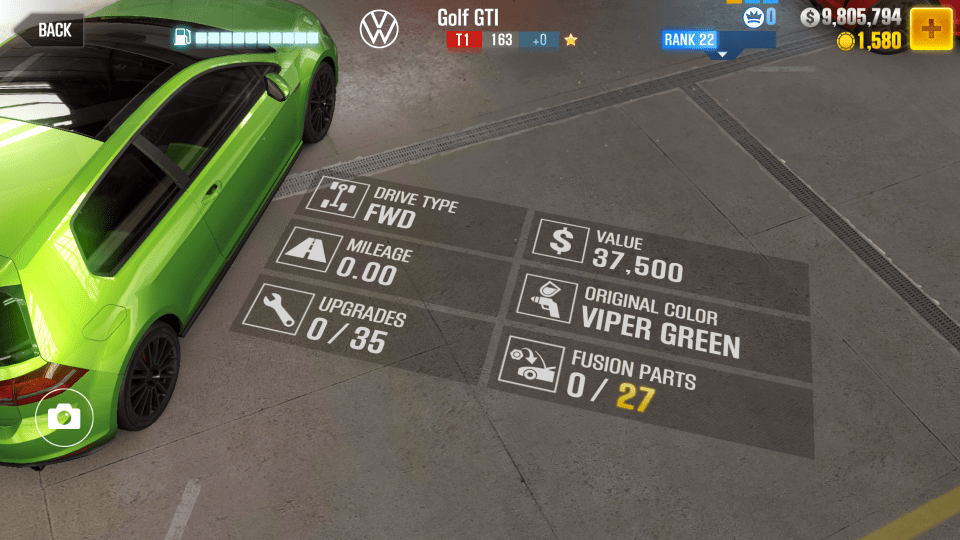 BACK
Golf GTI
T1 163 +0
0
RANK 22
$ 9,805,794
1,580
DRIVE TYPE
FWD
MILEAGE
0.00
UPGRADES
0 / 35
$ VALUE
37,500
ORIGINAL COLOR
VIPER GREEN
FUSION PARTS
0 / 27